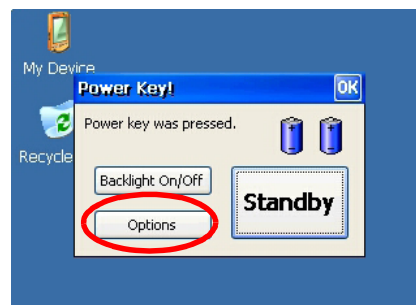 My Device
Power Key!
OK
Power key was pressed.
Recycle
Backlight On/Off
Standby
Options